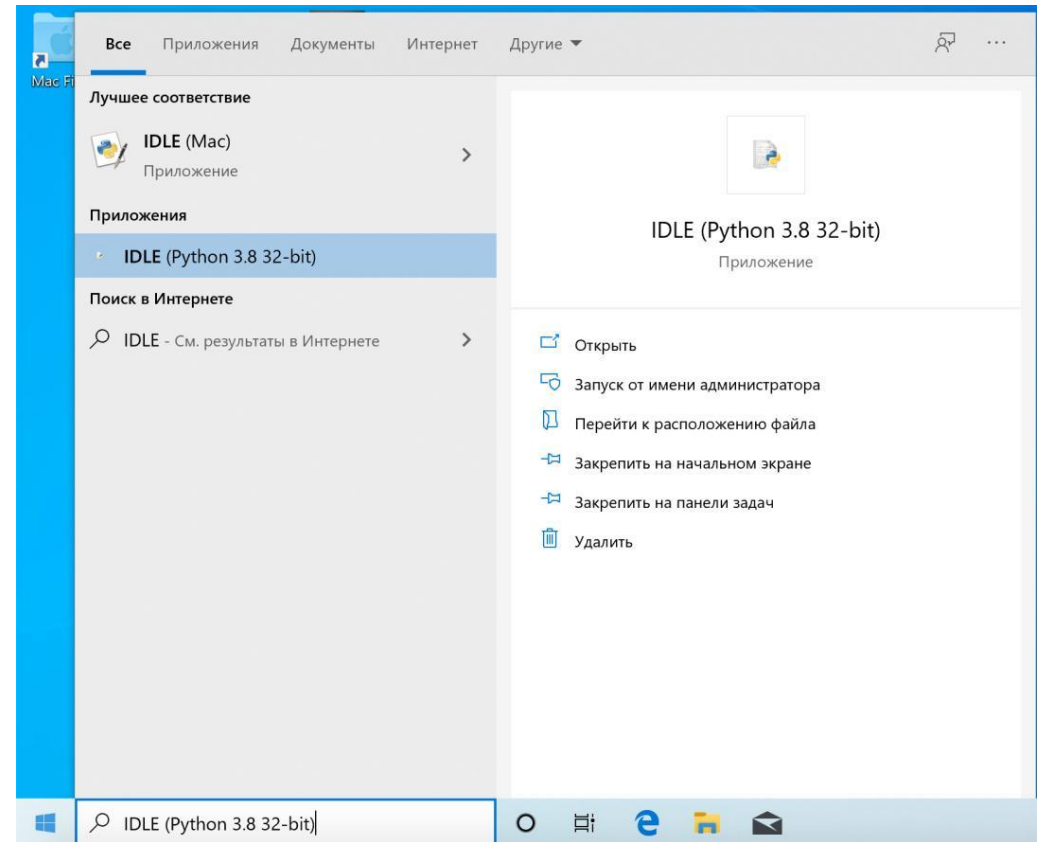 Все Приложения Документы Интернет Другие
Mac Fi
Лучшее соответствие
IDLE (Mac)
Приложение
Приложения
IDLE (Python 3.8 32-bit)
Поиск в Интернете
IDLE - См. результаты в Интернете
IDLE (Python 3.8 32-bit)
Приложение
Открыть
Запуск от имени администратора
Перейти к расположению файла
Закрепить на начальном экране
Закрепить на панели задач
Удалить
IDLE (Python 3.8 32-bit)